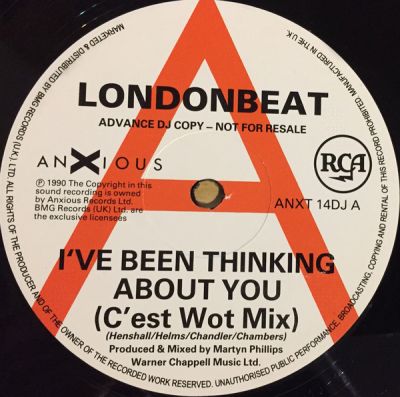 LONDONBEAT
ADVANCE DJ COPY – NOT FOR RESALE
ANXIOUS
RCA
℗ 1990 The Copyright in this
sound recording is owned
by Anxious Records Ltd.
BMG Records (UK) Ltd. are
the exclusive licensees
ANXT 14DJ A
I'VE BEEN THINKING
ABOUT YOU
(C'est Wot Mix)
(Henshall/Helms/Chandler/Chambers)
Produced & Mixed by Martyn Phillips
Warner Chappell Music Ltd.
MARKETED & DISTRIBUTED BY BMG RECORDS (U.K.), LTD. ALL RIGHTS OF THE PRODUCER AND OF THE OWNER OF THE RECORDED WORK RESERVED. UNAUTHORISED PUBLIC PERFORMANCE, BROADCASTING, COPYING AND RENTAL OF THIS RECORD PROHIBITED. MANUFACTURED IN THE U.K.